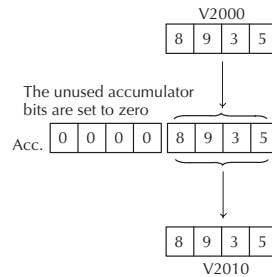 V2000
8 9 3 5
The unused accumulator
bits are set to zero
Acc. 0 0 0 0 8 9 3 5
8 9 3 5
V2010